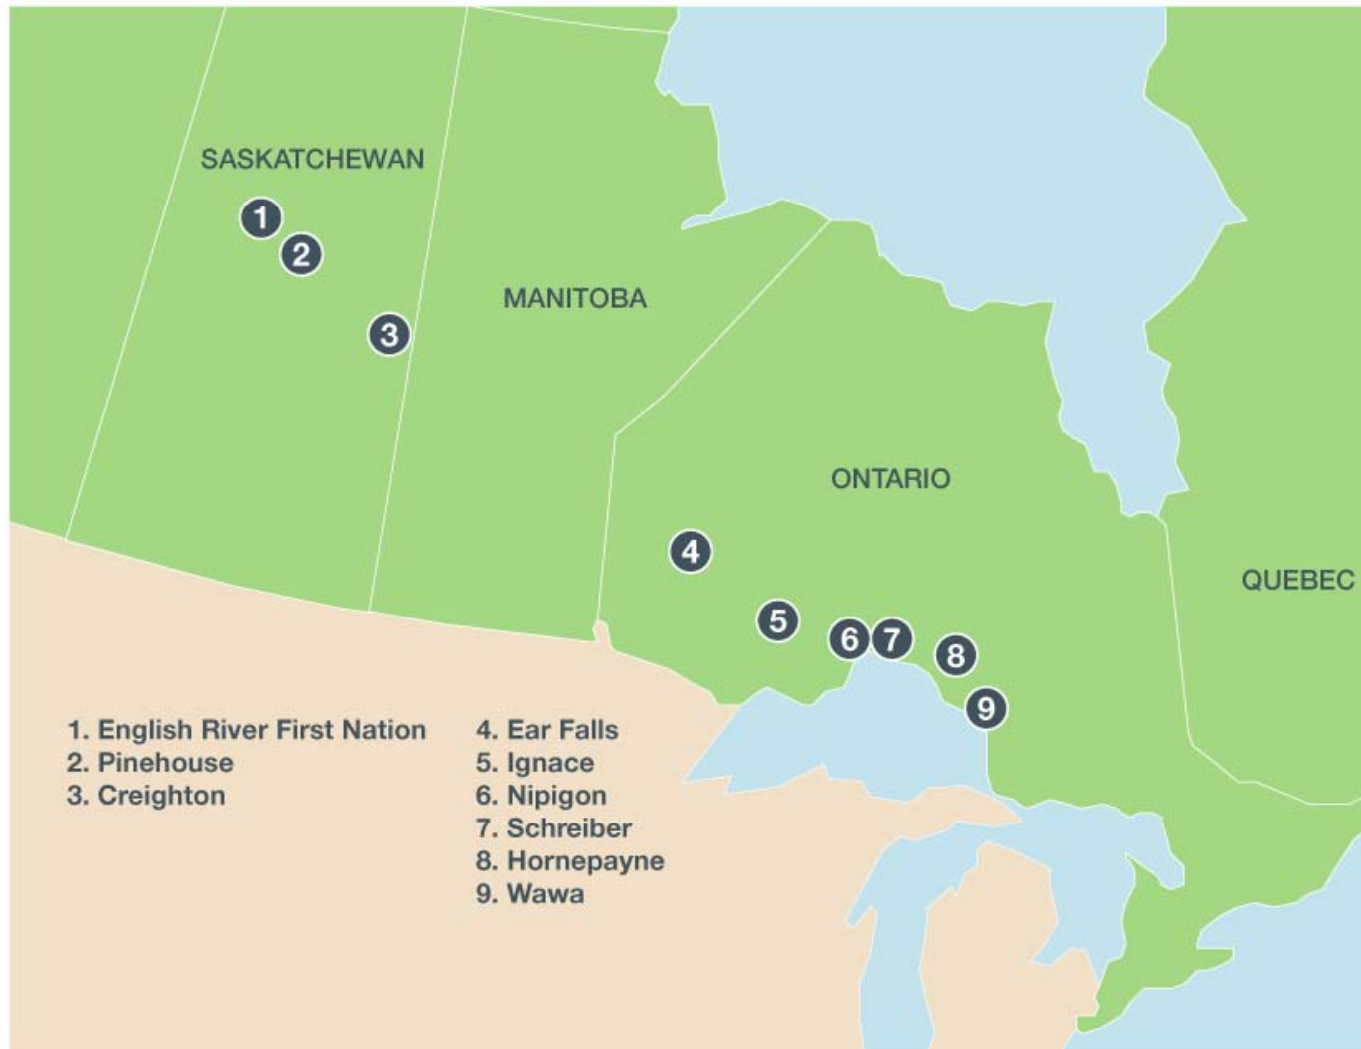 SASKATCHEWAN
1
2
3
MANITOBA
ONTARIO
4
5
6
7
8
9
QUEBEC
1. English River First Nation
2. Pinehouse
3. Creighton
4. Ear Falls
5. Ignace
6. Nipigon
7. Schreiber
8. Hornepayne
9. Wawa